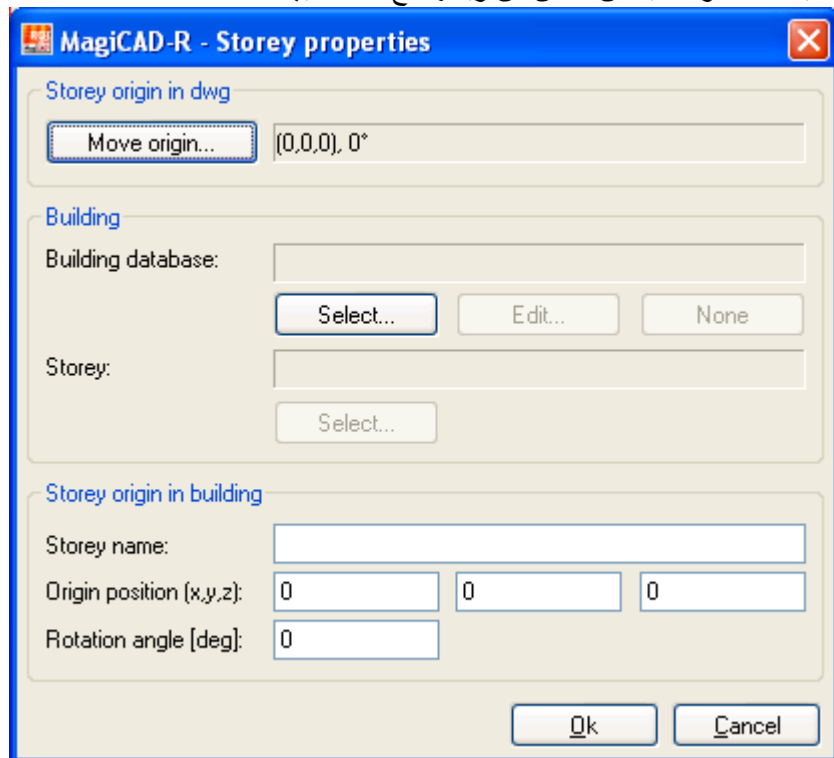 MagiCAD-R - Storey properties
Storey origin in dwg
Move origin... (0,0,0), 0°
Building
Building database:
Select... Edit... None
Storey:
Select...
Storey origin in building
Storey name:
Origin position (x,y,z): 0 0 0
Rotation angle [deg]: 0
Ok Cancel